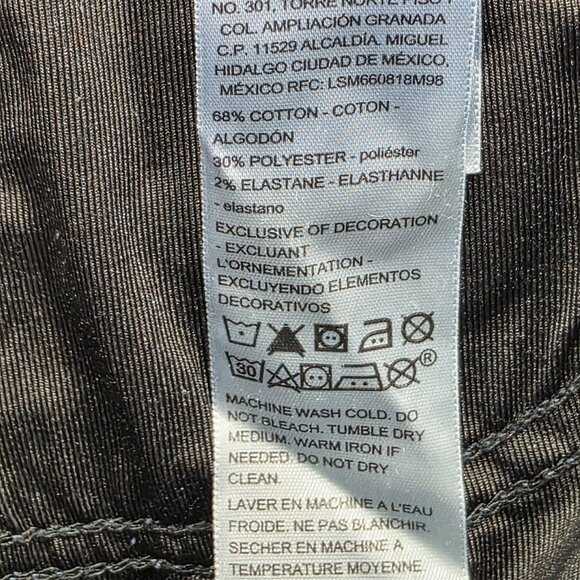 NO. 301, TORRE NORTE PISO
COL. AMPLIACIÓN GRANADA
C.P. 11529 ALCALDÍA. MIGUEL
HIDALGO CIUDAD DE MÉXICO,
MÉXICO RFC: LSM660818M98
68% COTTON - COTON -
ALGODÓN
30% POLYESTER - poliéster
2% ELASTANE - ELASTHANNE
- elastano
EXCLUSIVE OF DECORATION
- EXCLUANT
L'ORNEMENTATION -
EXCLUYENDO ELEMENTOS
DECORATIVOS
30 ®
MACHINE WASH COLD. DO
NOT BLEACH. TUMBLE DRY
MEDIUM. WARM IRON IF
NEEDED. DO NOT DRY
CLEAN.
LAVER EN MACHINE A L'EAU
FROIDE. NE PAS BLANCHIR.
SECHER EN MACHINE A
TEMPERATURE MOYENNE.